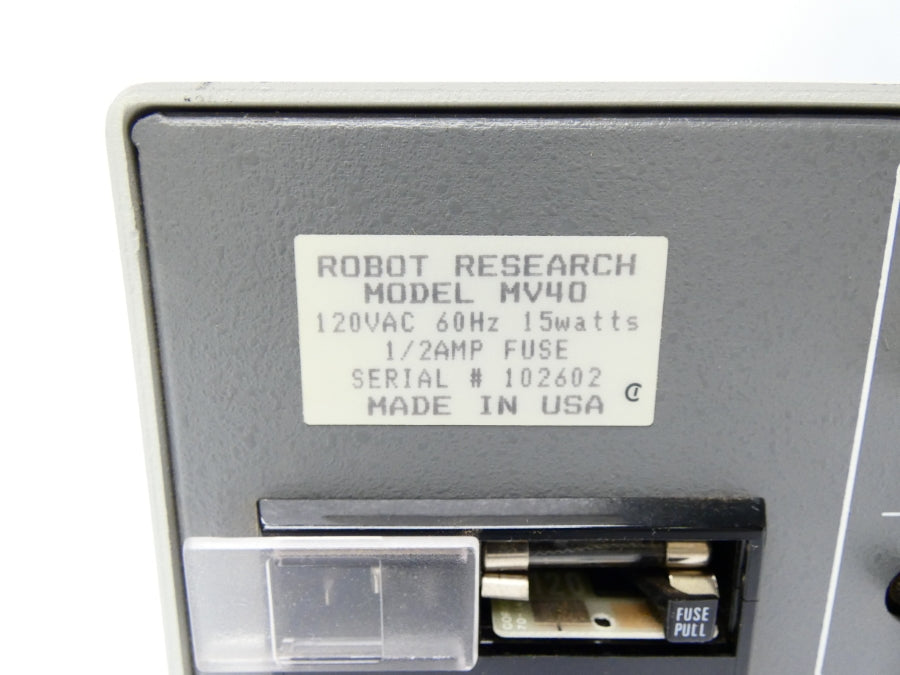 ROBOT RESEARCH
MODEL MV40
120VAC 60Hz 15watts
1/2AMP FUSE
SERIAL # 102602
MADE IN USA
FUSE
PULL